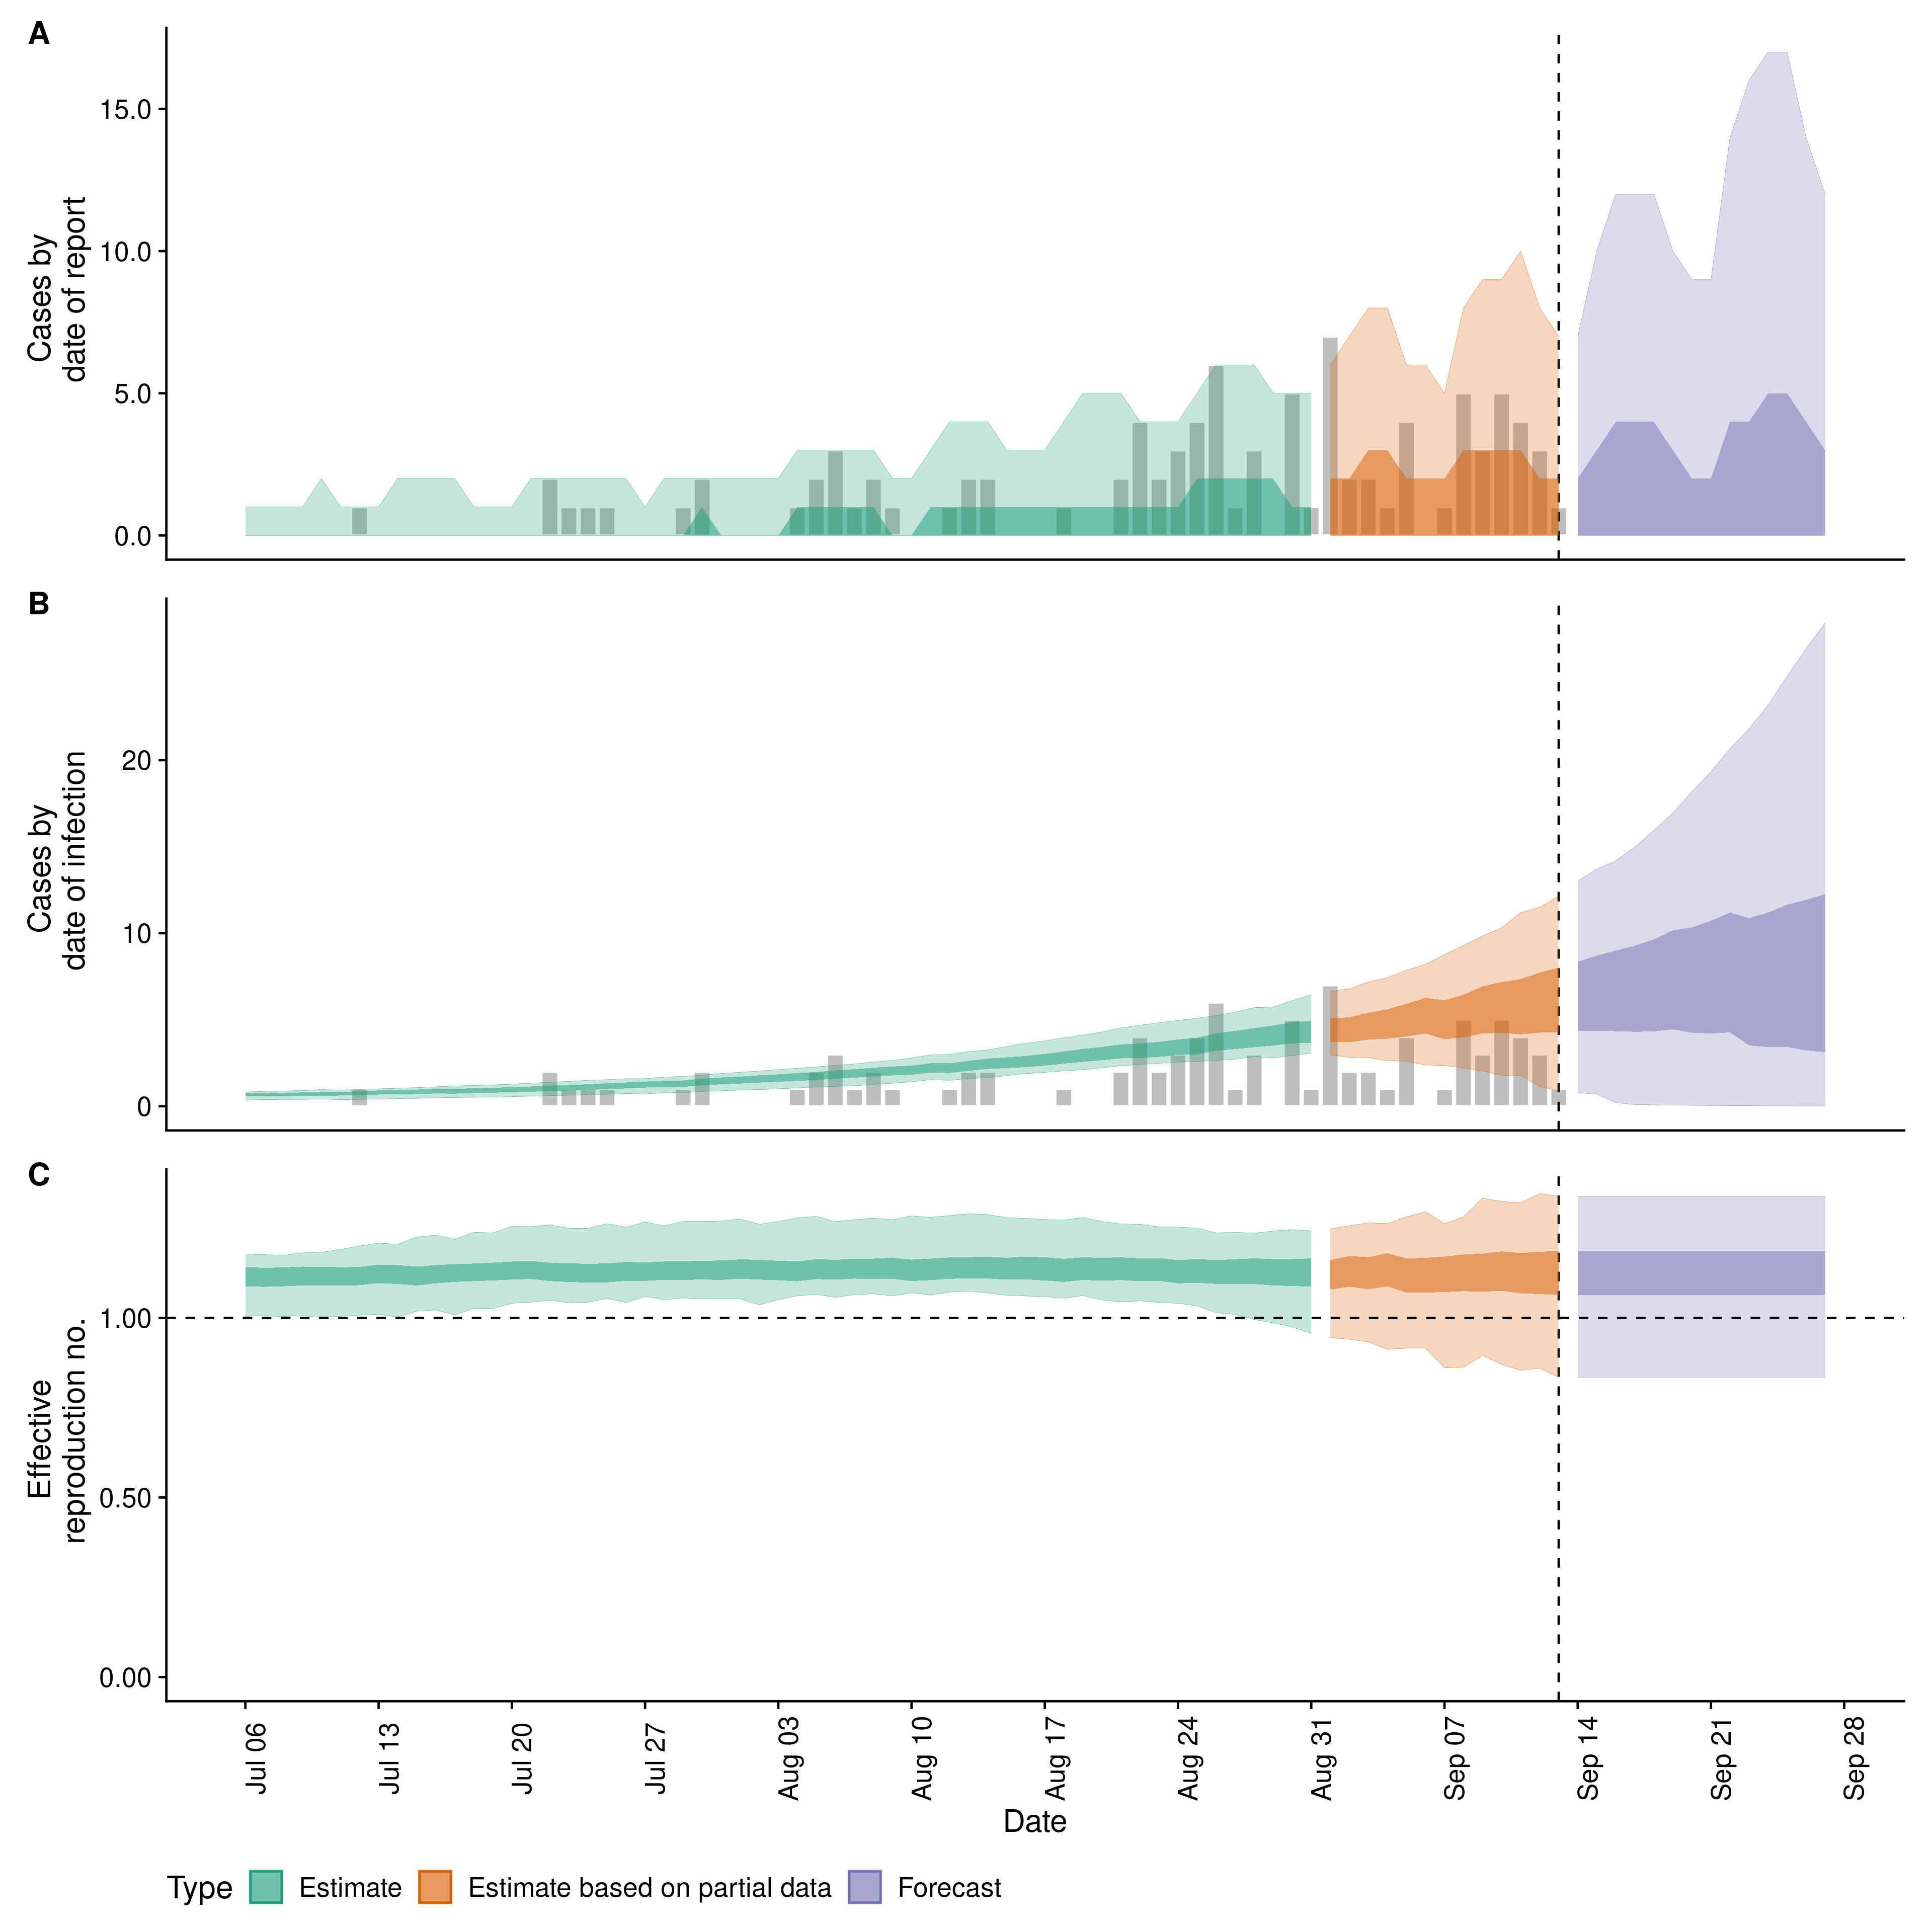 A
Cases by
date of report
15.0
10.0
5.0
0.0
B
Cases by
date of infection
20
10
0
C
Effective
reproduction no.
1.00
0.50
0.00
Jul 06
Jul 13
Jul 20
Jul 27
Aug 03
Aug 10
Aug 17
Aug 24
Aug 31
Sep 07
Sep 14
Sep 21
Sep 28
Date
Type Estimate Estimate based on partial data Forecast